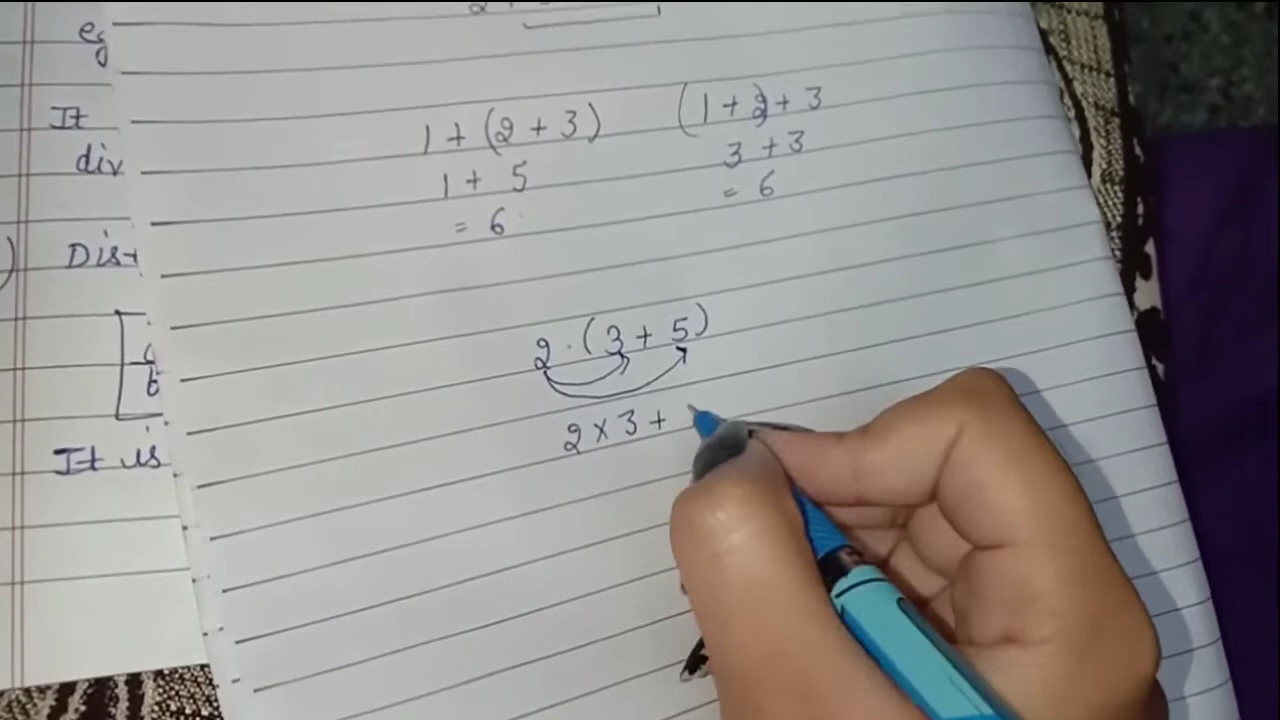 eg
It
div
Dis
It is
1 + (2 + 3)
1 + 5
= 6
(1 + 2) + 3
3 + 3
= 6
2 · (3 + 5)
2 × 3 +